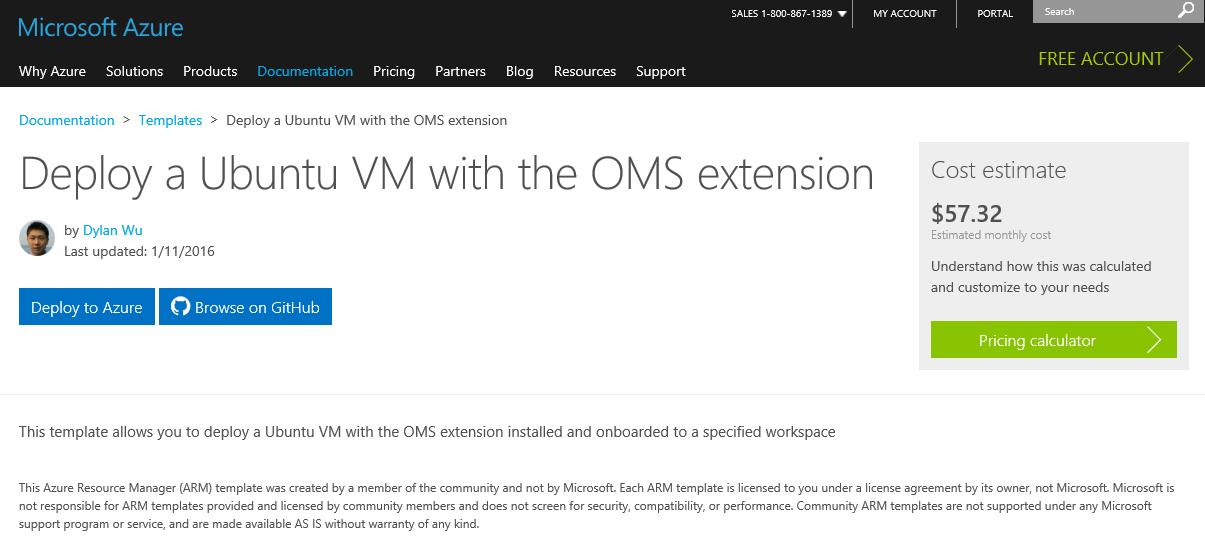 SALES 1-800-867-1389 MY ACCOUNT PORTAL Search
Microsoft Azure
FREE ACCOUNT
Why Azure Solutions Products Documentation Pricing Partners Blog Resources Support
Documentation > Templates > Deploy a Ubuntu VM with the OMS extension
Deploy a Ubuntu VM with the OMS extension
by Dylan Wu
Last updated: 1/11/2016
Deploy to Azure Browse on GitHub
Cost estimate
$57.32
Estimated monthly cost
Understand how this was calculated
and customize to your needs
Pricing calculator
This template allows you to deploy a Ubuntu VM with the OMS extension installed and onboarded to a specified workspace
This Azure Resource Manager (ARM) template was created by a member of the community and not by Microsoft. Each ARM template is licensed to you under a license agreement by its owner, not Microsoft. Microsoft is
not responsible for ARM templates provided and licensed by community members and does not screen for security, compatibility, or performance. Community ARM templates are not supported under any Microsoft
support program or service, and are made available AS IS without warranty of any kind.